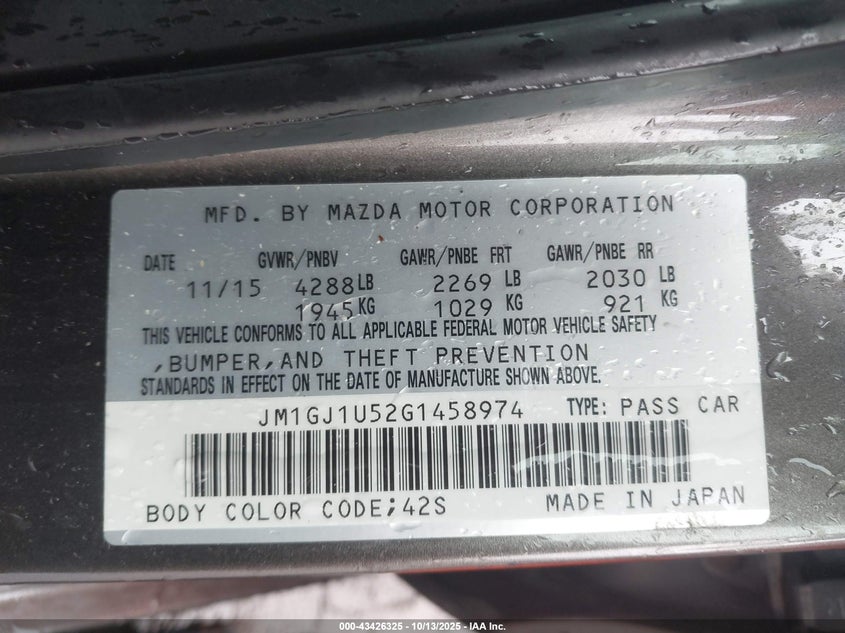 MFD. BY MAZDA MOTOR CORPORATION
DATE GVWR/PNBV GAWR/PNBE FRT GAWR/PNBE RR
11/15 4288LB 2269 LB 2030 LB
1945KG 1029 KG 921 KG
THIS VEHICLE CONFORMS TO ALL APPLICABLE FEDERAL MOTOR VEHICLE SAFETY
,BUMPER,AND THEFT PREVENTION
STANDARDS IN EFFECT ON THE DATE OF MANUFACTURE SHOWN ABOVE.
JM1GJ1U52G1458974 TYPE: PASS CAR
BODY COLOR CODE;42S MADE IN JAPAN
000-43426325 - 10/13/2025 - IAA Inc.